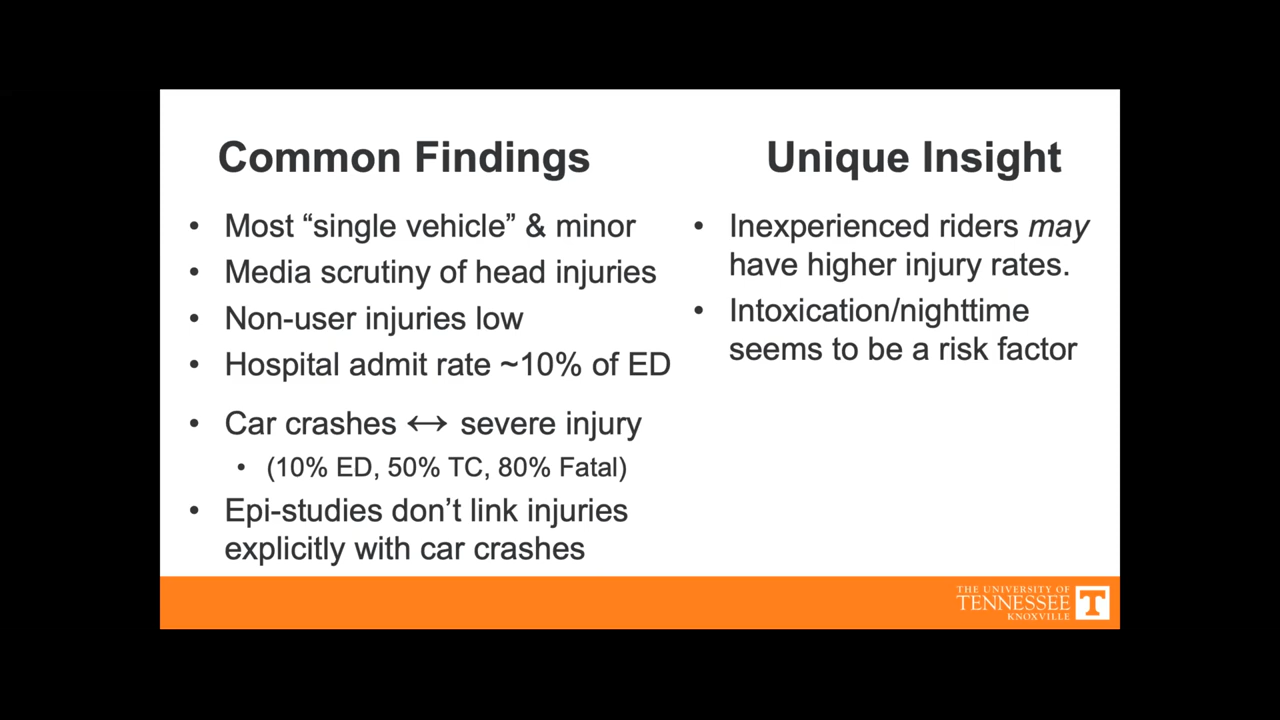 Common Findings
• Most “single vehicle” & minor
• Media scrutiny of head injuries
• Non-user injuries low
• Hospital admit rate ~10% of ED
• Car crashes ↔ severe injury
• (10% ED, 50% TC, 80% Fatal)
• Epi-studies don’t link injuries
explicitly with car crashes
Unique Insight
• Inexperienced riders may
have higher injury rates.
• Intoxication/nighttime
seems to be a risk factor
THE UNIVERSITY OF
TENNESSEE
KNOXVILLE
T